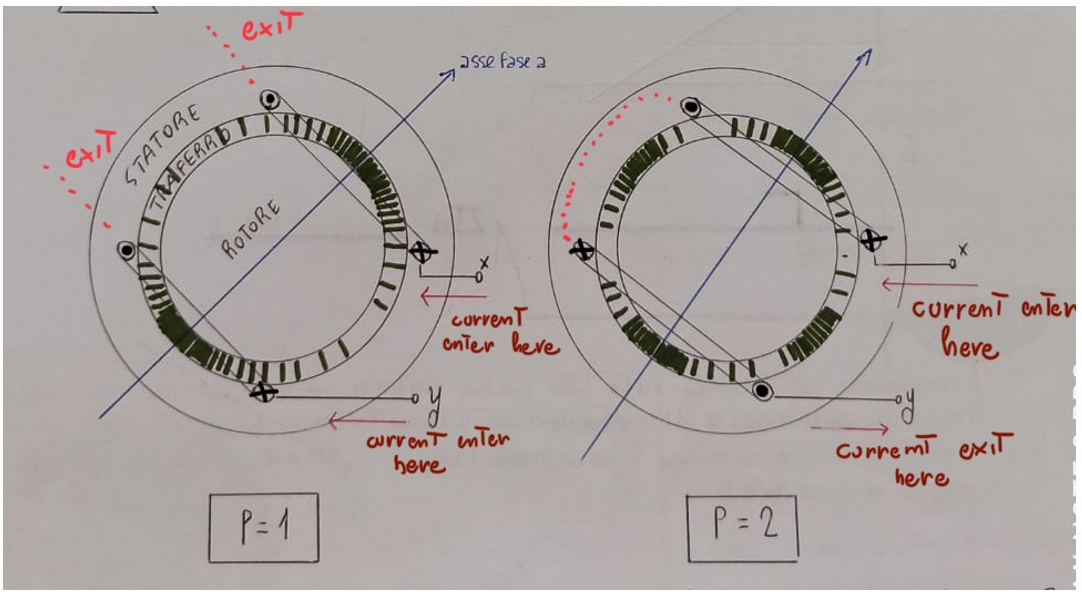 exit
asse fase a
exit
STATORE
TRAFERRO
ROTORE
x
current
enter here
y
current enter
here
P=1
x
current enter
here
y
current exit
here
P=2